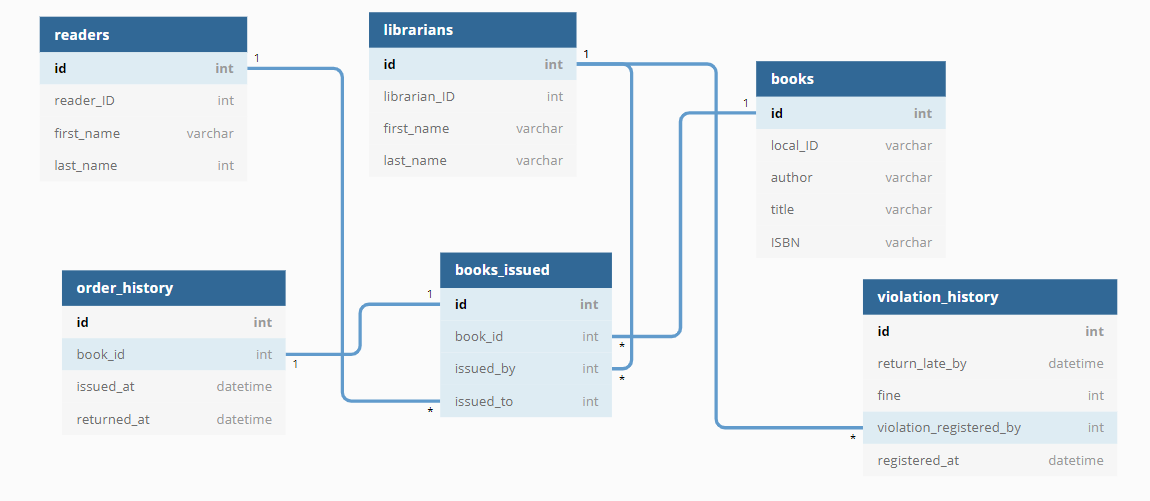 readers
id int
reader_ID int
first_name varchar
last_name int
1
*
librarians
id int
librarian_ID int
first_name varchar
last_name varchar
1
books
id int
local_ID varchar
author varchar
title varchar
ISBN varchar
1
order_history
id int
book_id int
issued_at datetime
returned_at datetime
1
books_issued
id int
book_id int
issued_by int
issued_to int
1
*
*
violation_history
id int
return_late_by datetime
fine int
violation_registered_by int
registered_at datetime
*